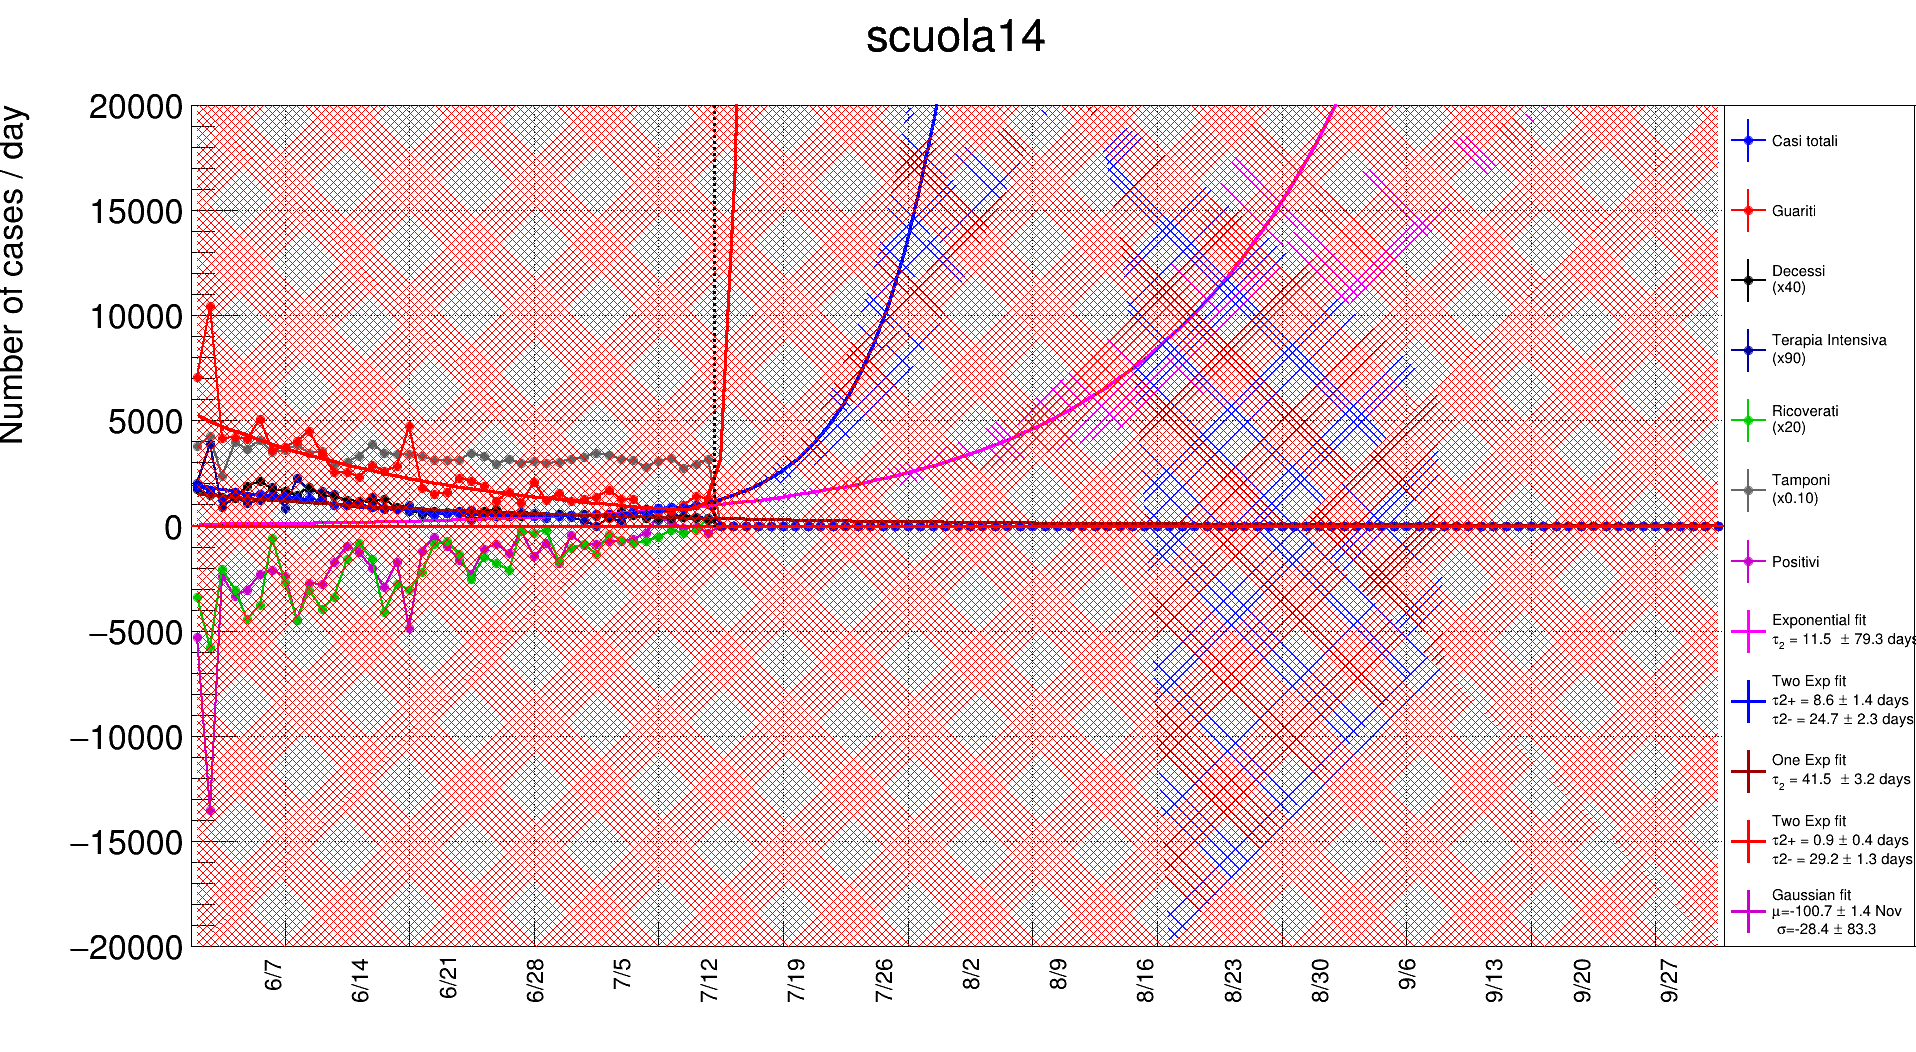 scuola14
Number of cases / day
20000
15000
10000
5000
0
−5000
−10000
−15000
−20000
6/7
6/14
6/21
6/28
7/5
7/12
7/19
7/26
8/2
8/9
8/16
8/23
8/30
9/6
9/13
9/20
9/27
Casi totali
Guariti
Decessi
(x40)
Terapia Intensiva
(x90)
Ricoverati
(x20)
Tamponi
(x0.10)
Positivi
Exponential fit
τ2 = 11.5 ± 79.3 days
Two Exp fit
τ2+ = 8.6 ± 1.4 days
τ2- = 24.7 ± 2.3 days
One Exp fit
τ2 = 41.5 ± 3.2 days
Two Exp fit
τ2+ = 0.9 ± 0.4 days
τ2- = 29.2 ± 1.3 days
Gaussian fit
μ=-100.7 ± 1.4 Nov
σ=-28.4 ± 83.3